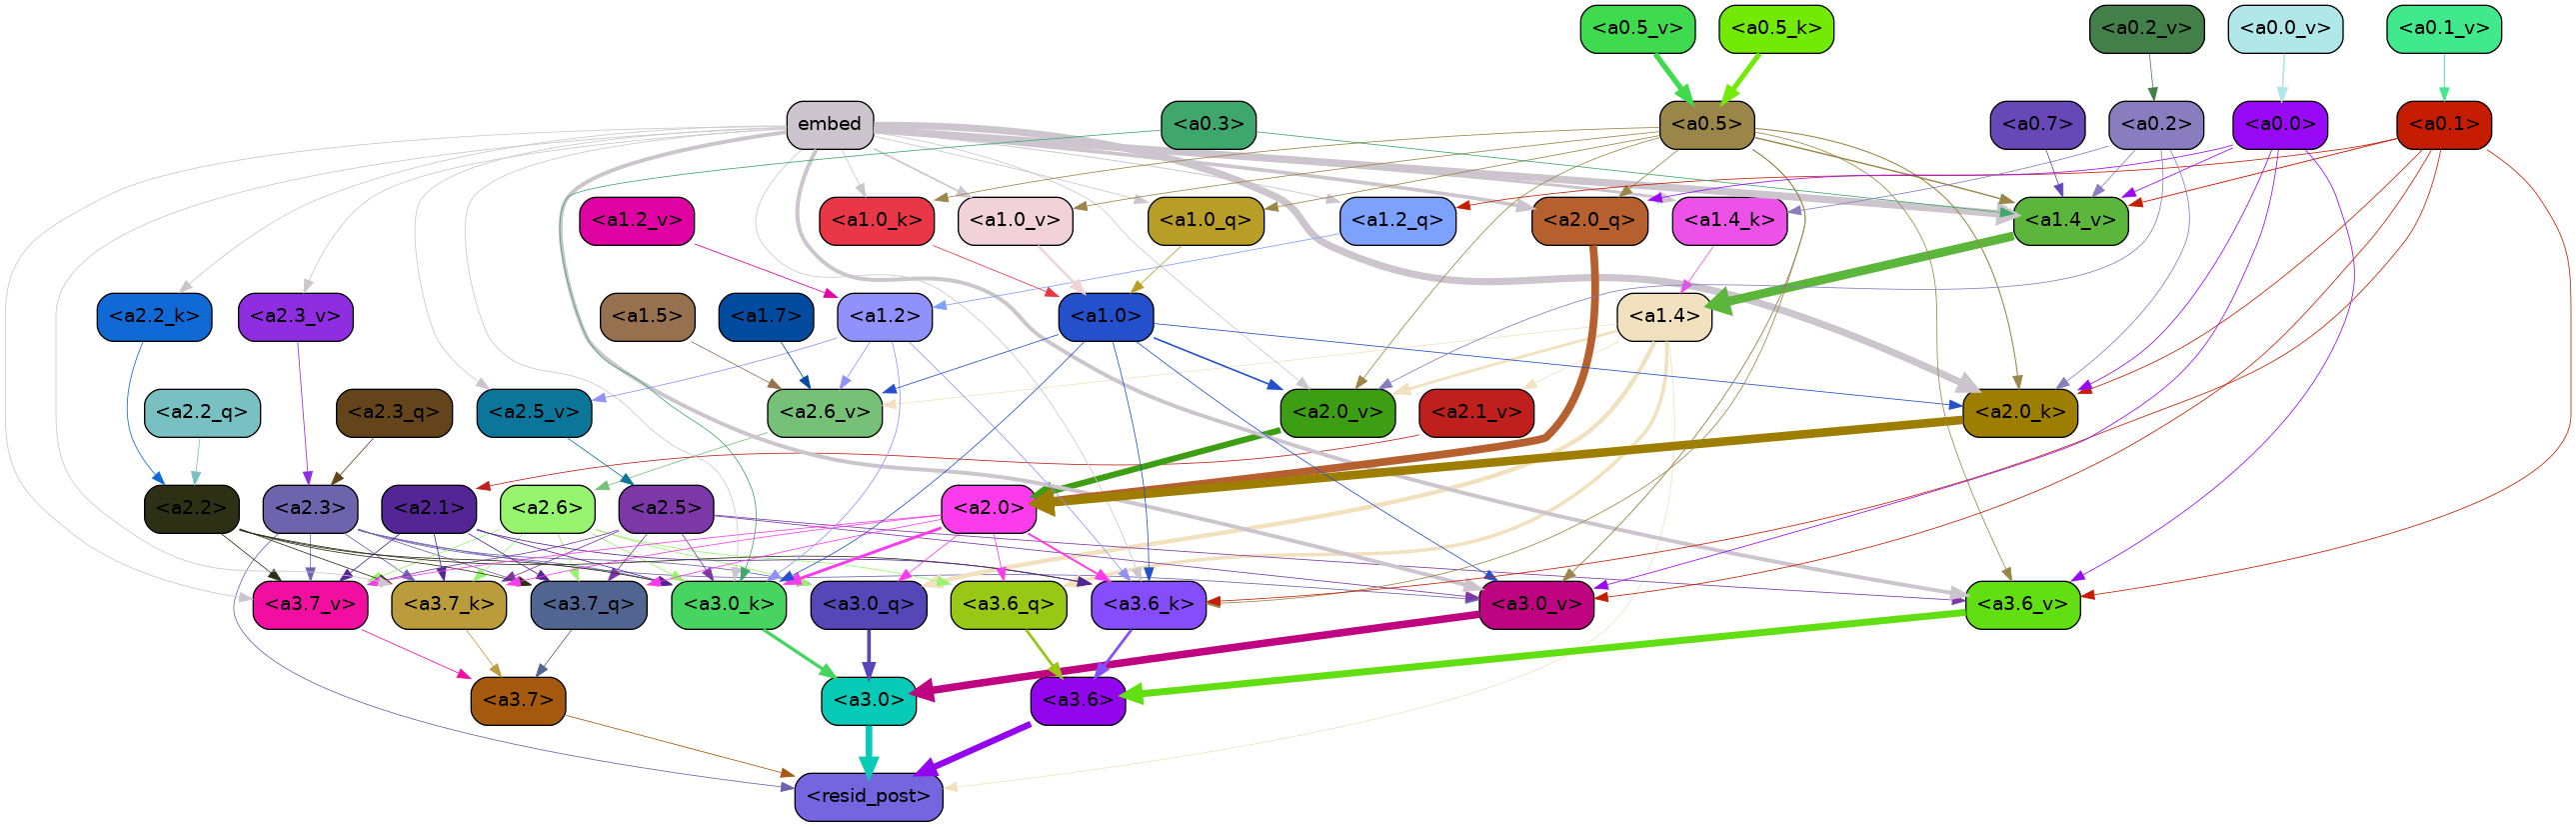 <a0.5_v>
<a0.5_k>
<a0.2_v>
<a0.0_v>
<a0.1_v>
embed
<a0.3>
<a0.5>
<a0.7>
<a0.2>
<a0.0>
<a0.1>
<a1.2_v>
<a1.0_k>
<a1.0_v>
<a1.0_q>
<a1.2_q>
<a2.0_q>
<a1.4_k>
<a1.4_v>
<a2.2_k>
<a2.3_v>
<a1.5>
<a1.7>
<a1.2>
<a1.0>
<a1.4>
<a2.2_q>
<a2.3_q>
<a2.5_v>
<a2.6_v>
<a2.0_v>
<a2.1_v>
<a2.0_k>
<a2.2>
<a2.3>
<a2.1>
<a2.6>
<a2.5>
<a2.0>
<a3.7_v>
<a3.7_k>
<a3.7_q>
<a3.0_k>
<a3.0_q>
<a3.6_q>
<a3.6_k>
<a3.0_v>
<a3.6_v>
<a3.7>
<a3.0>
<a3.6>
<resid_post>